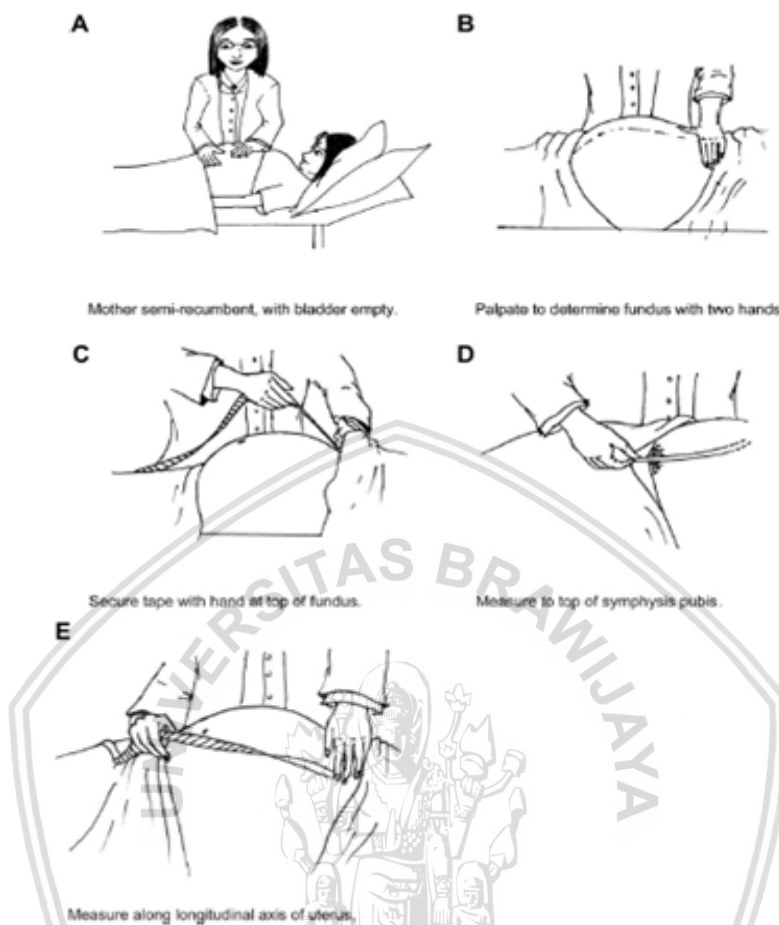 A
B
Mother semi-recumbent, with bladder empty.
Palpate to determine fundus with two hands
C
D
Secure tape with hand at top of fundus.
Measure to top of symphysis pubis.
E
Measure along longitudinal axis of uterus.
UNIVERSITAS BRAWIJAYA